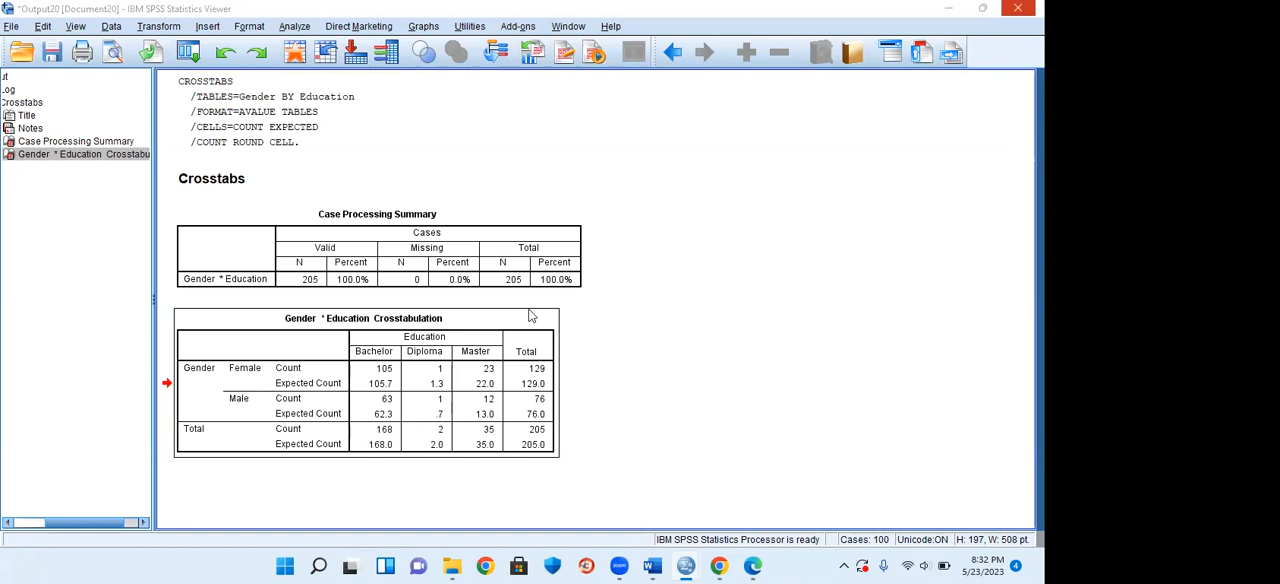 *Output20 [Document20] - IBM SPSS Statistics Viewer
File Edit View Data Transform Insert Format Analyze Direct Marketing Graphs Utilities Add-ons Window Help
ut
Log
Crosstabs
Title
Notes
Case Processing Summary
Gender * Education Crosstabu
CROSSTABS
/TABLES=Gender BY Education
/FORMAT=AVALUE TABLES
/CELLS=COUNT EXPECTED
/COUNT ROUND CELL.
Crosstabs
Case Processing Summary
Cases
Valid Missing Total
N Percent N Percent N Percent
Gender * Education 205 100.0% 0 0.0% 205 100.0%
Gender * Education Crosstabulation
Education
Bachelor Diploma Master Total
Gender Female Count 105 1 23 129
Expected Count 105.7 1.3 22.0 129.0
Male Count 63 1 12 76
Expected Count 62.3 .7 13.0 76.0
Total Count 168 2 35 205
Expected Count 168.0 2.0 35.0 205.0
IBM SPSS Statistics Processor is ready Cases: 100 Unicode:ON H: 197, W: 508 pt.
zoom W zoom
8:32 PM
5/23/2023 4